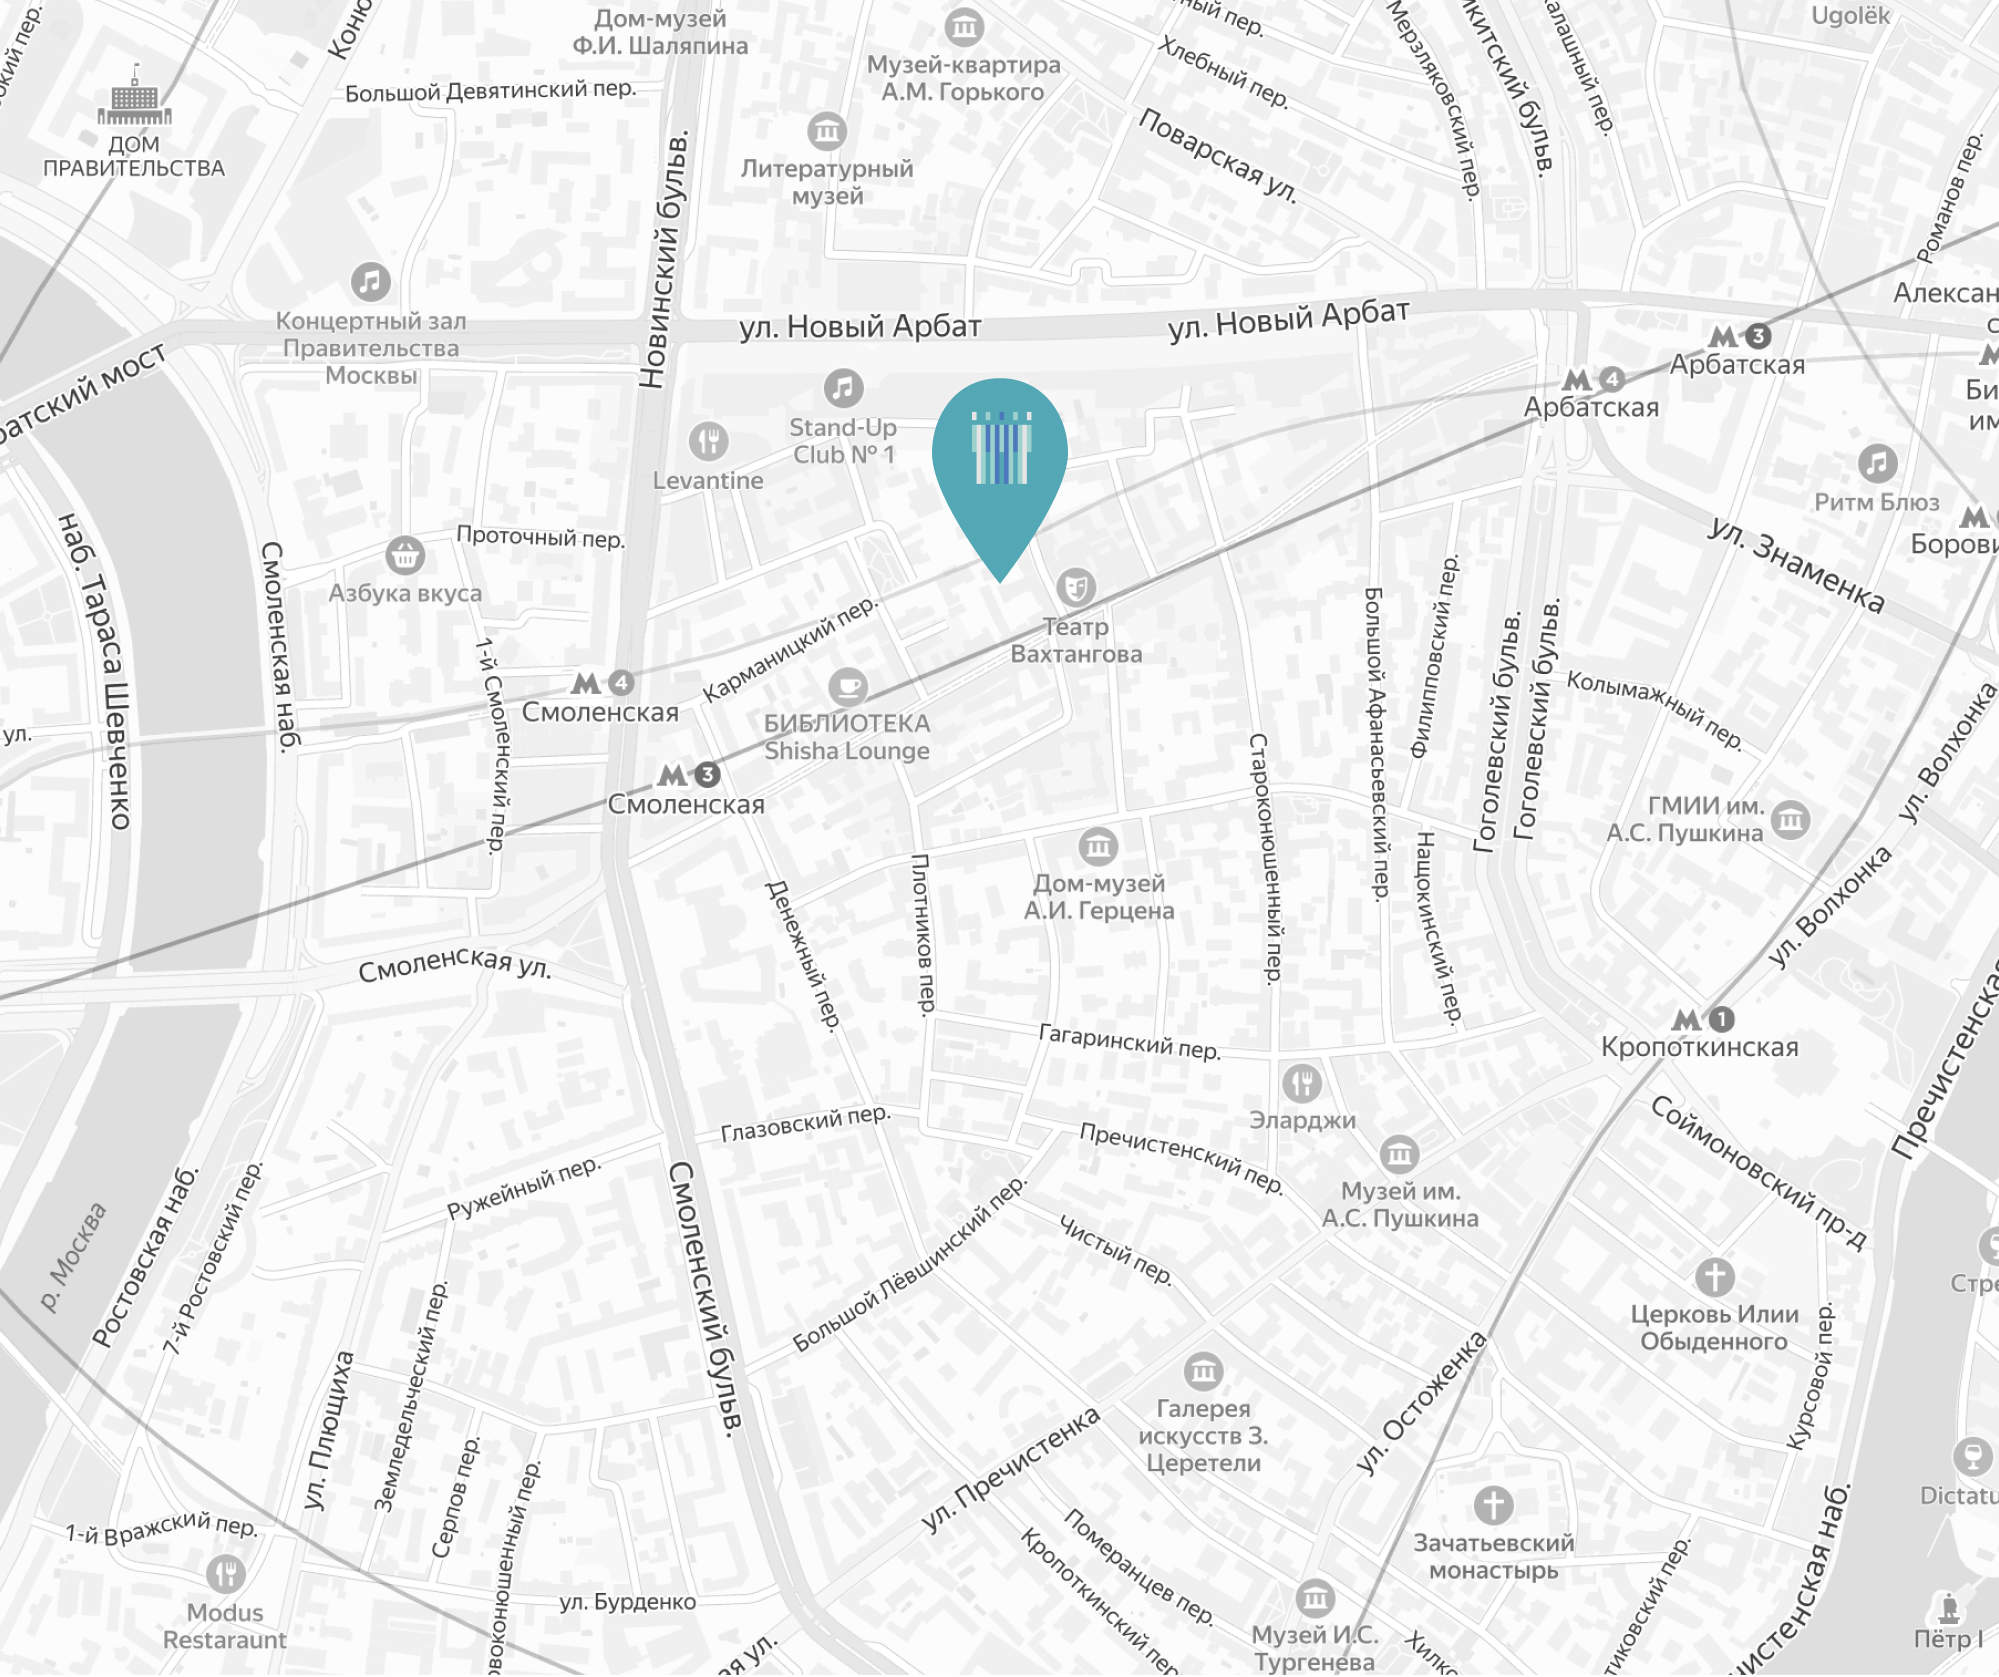 Дом-музей
Ф.И. Шаляпина
Музей-квартира
А.М. Горького
Хлебный пер.
Мерзляковский пер.
Ugolёk
Большой Девятинский пер.
ДОМ
ПРАВИТЕЛЬСТВА
Литературный
музей
Поварская ул.
Романов пер.
Новинский бульв.
Концертный зал
Правительства
Москвы
ул. Новый Арбат
ул. Новый Арбат
3
Арбатская
4
Арбатская
Stand-Up
Club № 1
Levantine
Ритм Блюз
ул. Знаменка
наб. Тараса Шевченко
Смоленская наб.
Проточный пер.
Азбука вкуса
1-й Смоленский пер.
Карманицкий пер.
Театр
Вахтангова
Большой Афанасьевский пер.
Филипповский пер.
Гоголевский бульв.
Гоголевский бульв.
Колымажный пер.
ул. Волхонка
4
Смоленская
БИБЛИОТЕКА
Shisha Lounge
3
Смоленская
ул.
Староконюшенный пер.
ГМИИ им.
А.С. Пушкина
Нащокинский пер.
Плотников пер.
Денежный пер.
Дом-музей
А.И. Герцена
ул. Волхонка
Смоленская ул.
1
Кропоткинская
Гагаринский пер.
Эларджи
Глазовский пер.
Пречистенский пер.
Соймоновский пр-д
Музей им.
А.С. Пушкина
Ружейный пер.
Смоленский бульв.
Большой Лёвшинский пер.
Чистый пер.
р. Москва
Ростовская наб.
7-й Ростовский пер.
Церковь Илии
Обыденного
Курсовой пер.
ул. Плющиха
Земледельческий пер.
Серпов пер.
Галерея
искусств З.
Церетели
ул. Остоженка
ул. Пречистенка
Зачатьевский
монастырь
1-й Вражский пер.
Modus
Restaraunt
ул. Бурденко
Померанцев пер.
Кропоткинский пер.
Музей И.С.
Тургенева
Пётр I